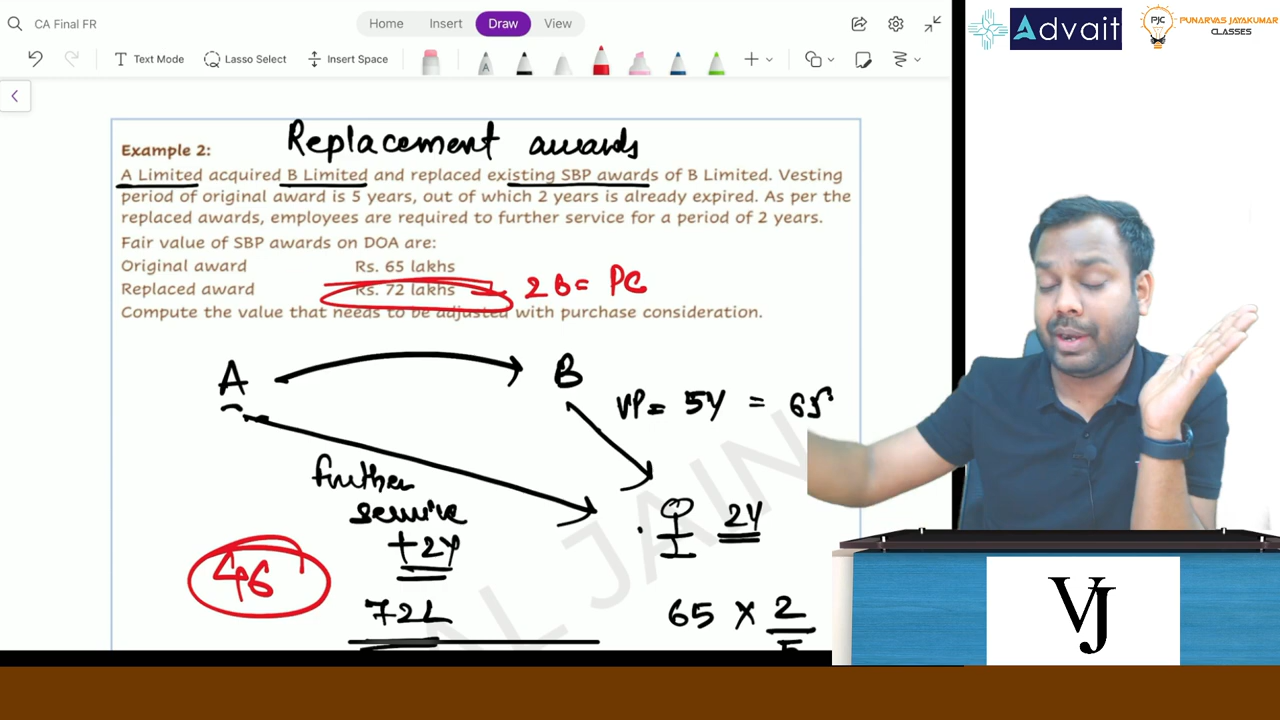 CA Final FR
Home Insert Draw View
Advait
PJC PUNARVAS JAYAKUMAR CLASSES
Text Mode Lasso Select Insert Space
Replacement awards
Example 2:
A Limited acquired B Limited and replaced existing SBP awards of B Limited. Vesting
period of original award is 5 years, out of which 2 years is already expired. As per the
replaced awards, employees are required to further service for a period of 2 years.
Fair value of SBP awards on DOA are:
Original award Rs. 65 lakhs
Replaced award Rs. 72 lakhs
26 = PC
Compute the value that needs to be adjusted with purchase consideration.
A B
VP = 5Y = 65
further
service
+2Y
2Y
46
72L
65 x 2/5
AL JAIN
VJ